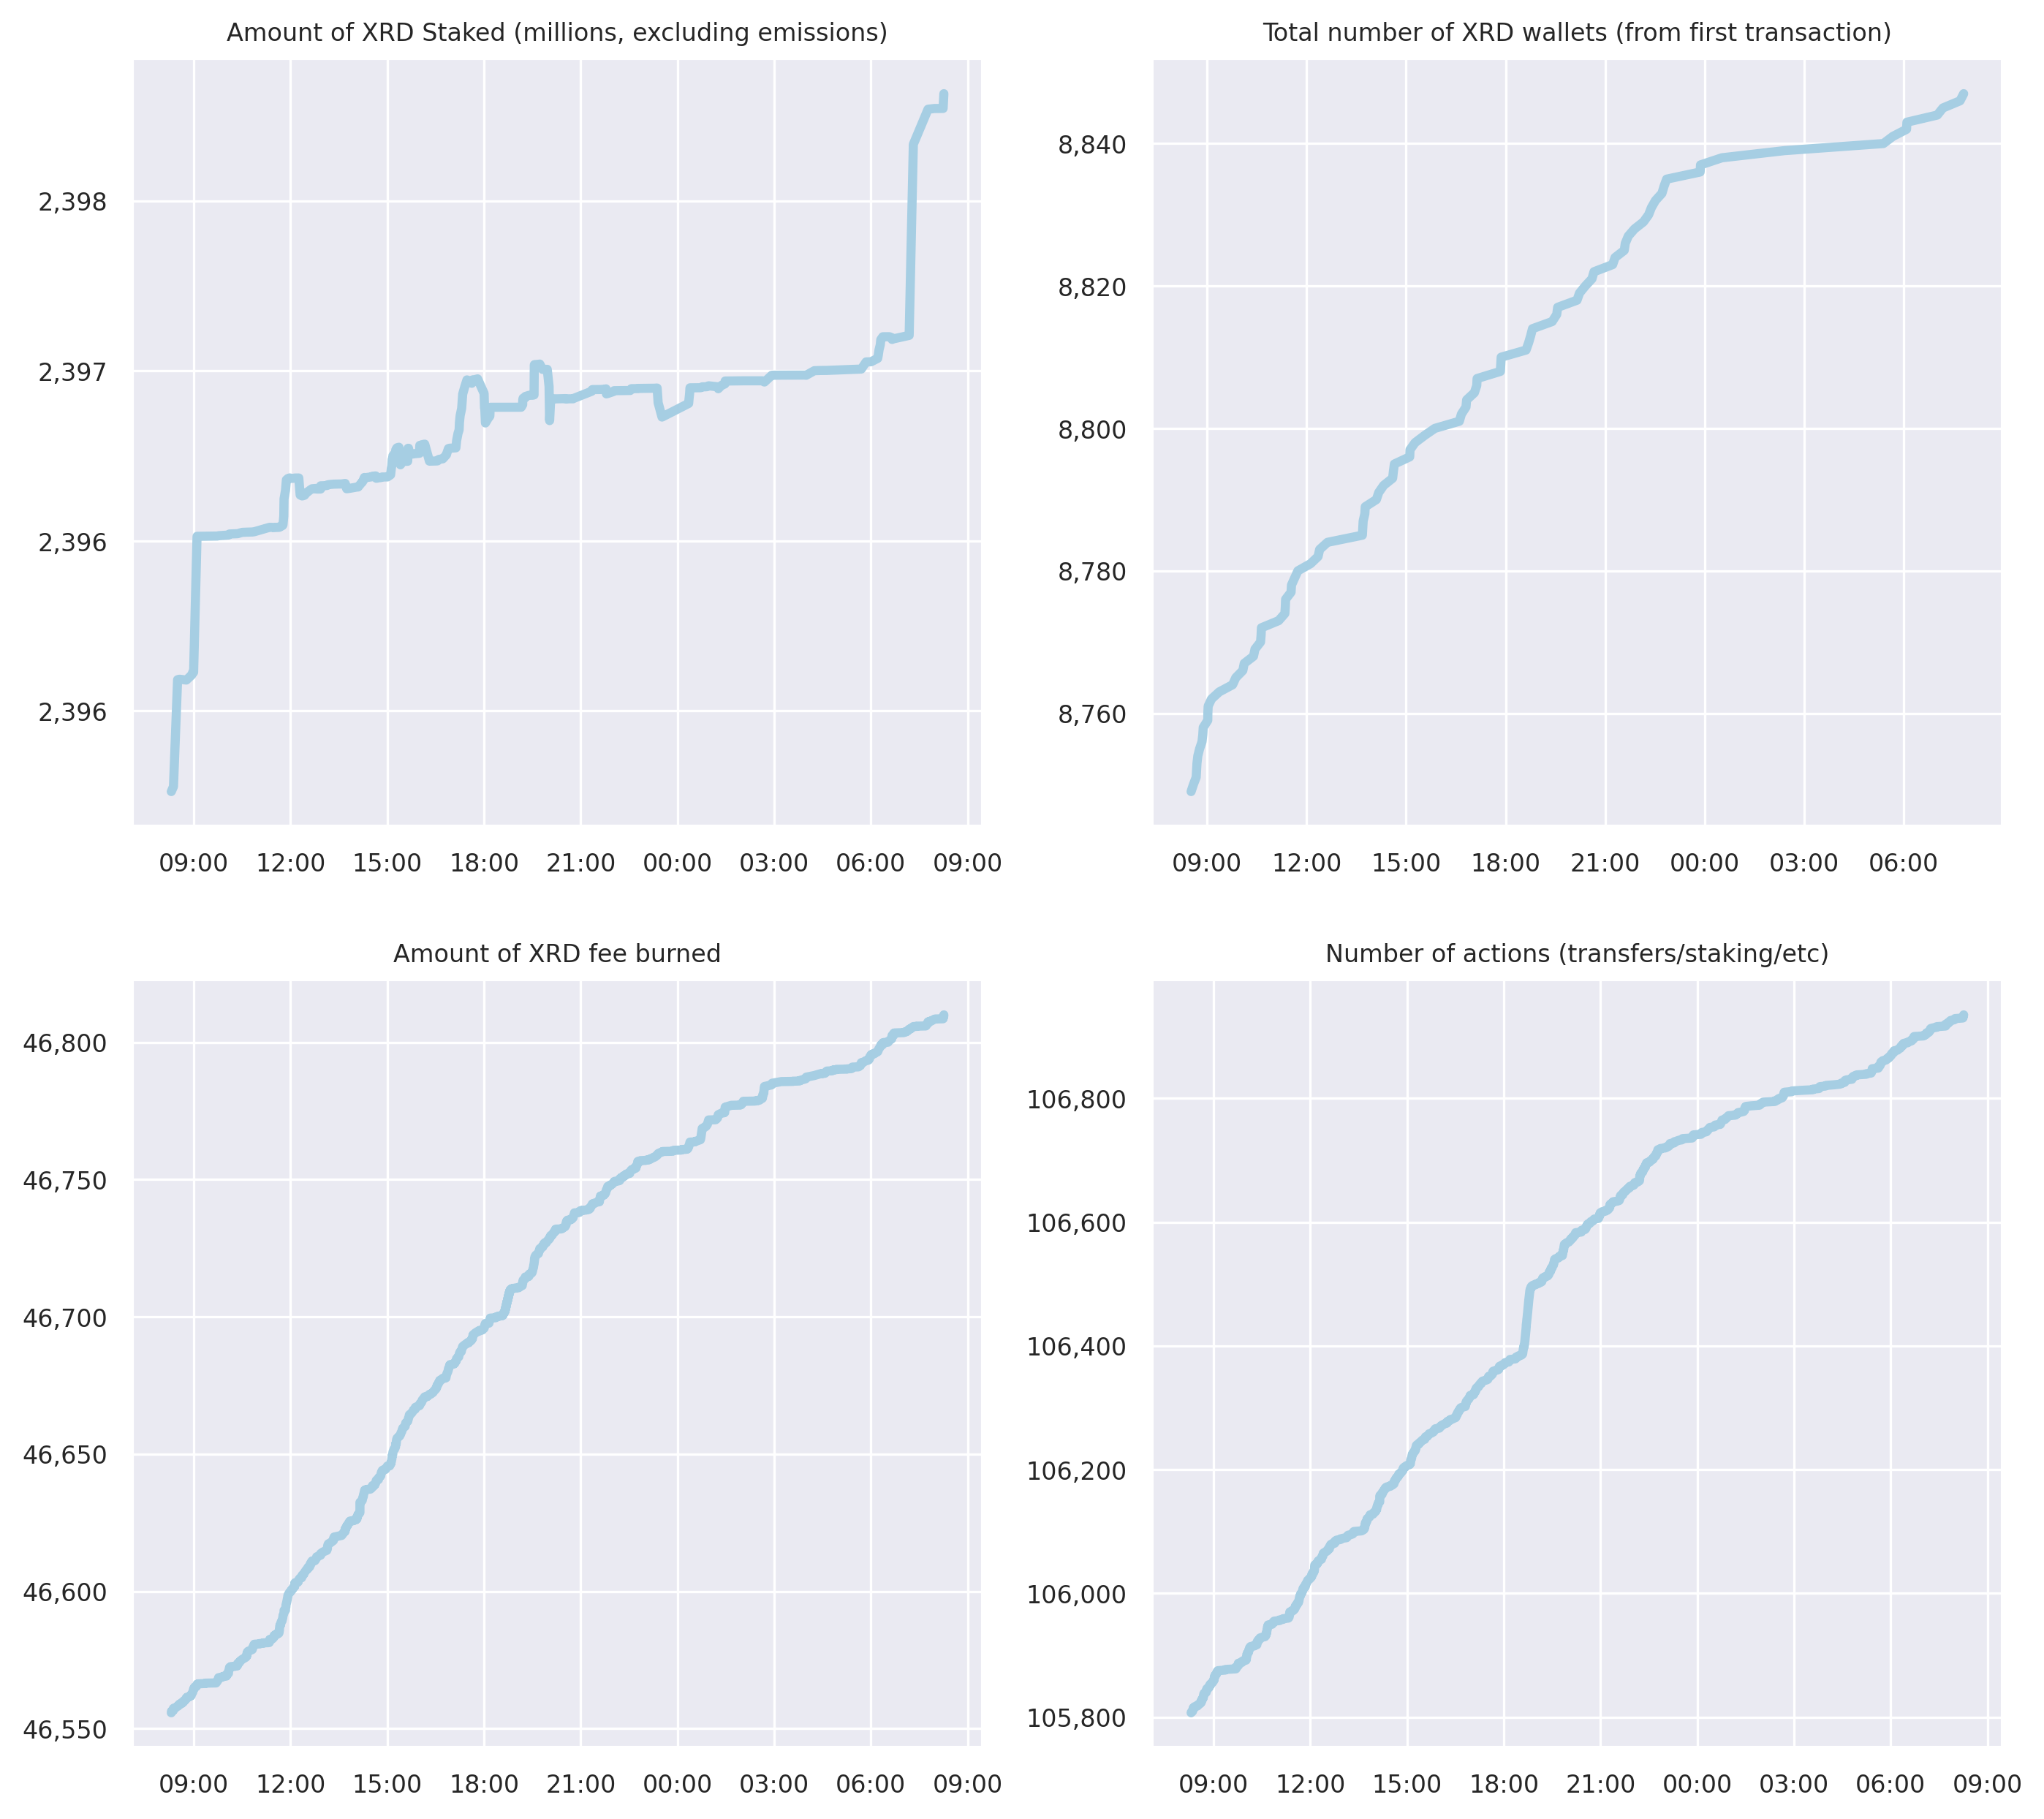 Amount of XRD Staked (millions, excluding emissions)
2,398
2,397
2,396
2,396
09:00 12:00 15:00 18:00 21:00 00:00 03:00 06:00 09:00
Total number of XRD wallets (from first transaction)
8,840
8,820
8,800
8,780
8,760
09:00 12:00 15:00 18:00 21:00 00:00 03:00 06:00
Amount of XRD fee burned
46,800
46,750
46,700
46,650
46,600
46,550
09:00 12:00 15:00 18:00 21:00 00:00 03:00 06:00 09:00
Number of actions (transfers/staking/etc)
106,800
106,600
106,400
106,200
106,000
105,800
09:00 12:00 15:00 18:00 21:00 00:00 03:00 06:00 09:00